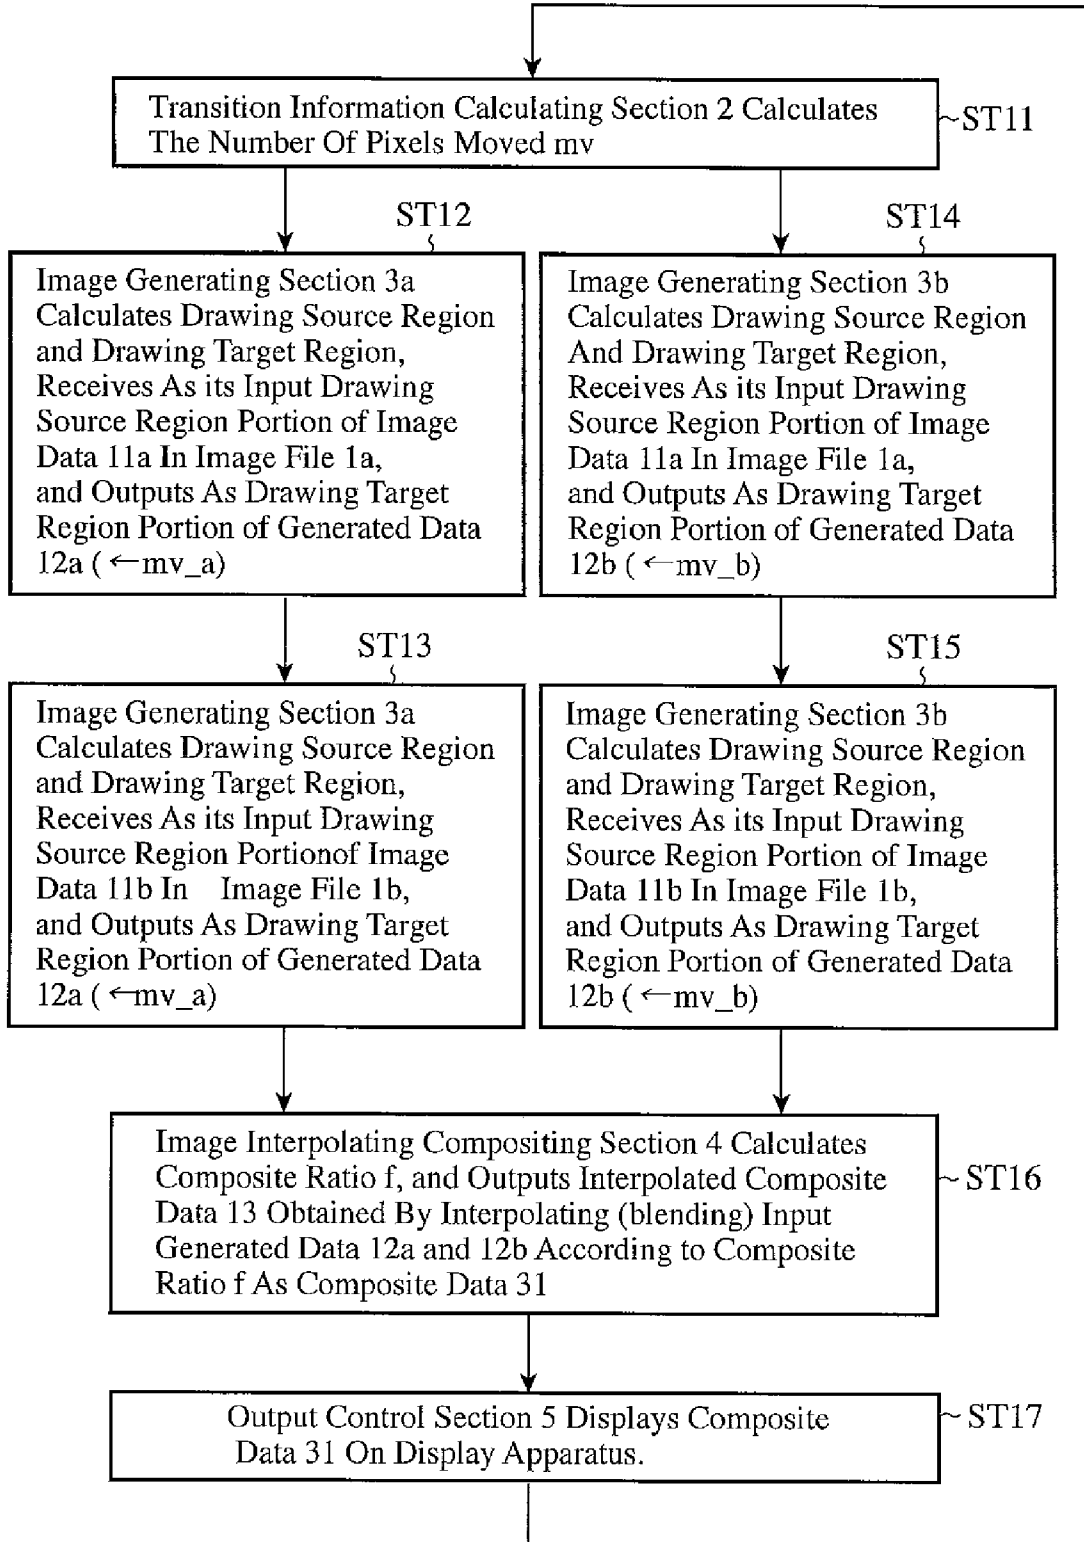 Transition Information Calculating Section 2 Calculates
The Number Of Pixels Moved mv
ST11
ST12
Image Generating Section 3a
Calculates Drawing Source Region
and Drawing Target Region,
Receives As its Input Drawing
Source Region Portion of Image
Data 11a In Image File 1a,
and Outputs As Drawing Target
Region Portion of Generated Data
12a ( ←mv_a)
ST14
Image Generating Section 3b
Calculates Drawing Source Region
And Drawing Target Region,
Receives As its Input Drawing
Source Region Portion of Image
Data 11a In Image File 1a,
and Outputs As Drawing Target
Region Portion of Generated Data
12b ( ←mv_b)
ST13
Image Generating Section 3a
Calculates Drawing Source Region
and Drawing Target Region,
Receives As its Input Drawing
Source Region Portionof Image
Data 11b In Image File 1b,
and Outputs As Drawing Target
Region Portion of Generated Data
12a ( ←mv_a)
ST15
Image Generating Section 3b
Calculates Drawing Source Region
and Drawing Target Region,
Receives As its Input Drawing
Source Region Portion of Image
Data 11b In Image File 1b,
and Outputs As Drawing Target
Region Portion of Generated Data
12b ( ←mv_b)
Image Interpolating Compositing Section 4 Calculates
Composite Ratio f, and Outputs Interpolated Composite
Data 13 Obtained By Interpolating (blending) Input
Generated Data 12a and 12b According to Composite
Ratio f As Composite Data 31
ST16
Output Control Section 5 Displays Composite
Data 31 On Display Apparatus.
ST17